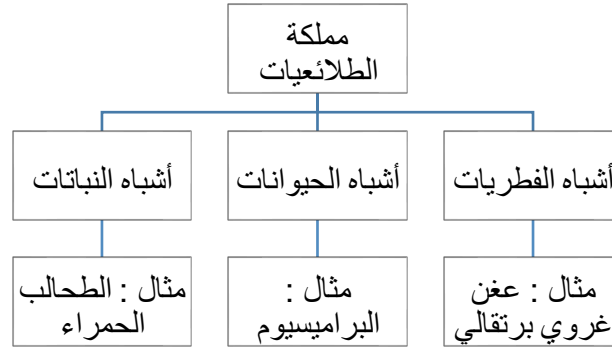 مملكة
الطلائعيات
أشباه الفطريات
أشباه الحيوانات
أشباه النباتات
مثال : عفن
غروي برتقالي
مثال :
البراميسيوم
مثال : الطحالب
الحمراء